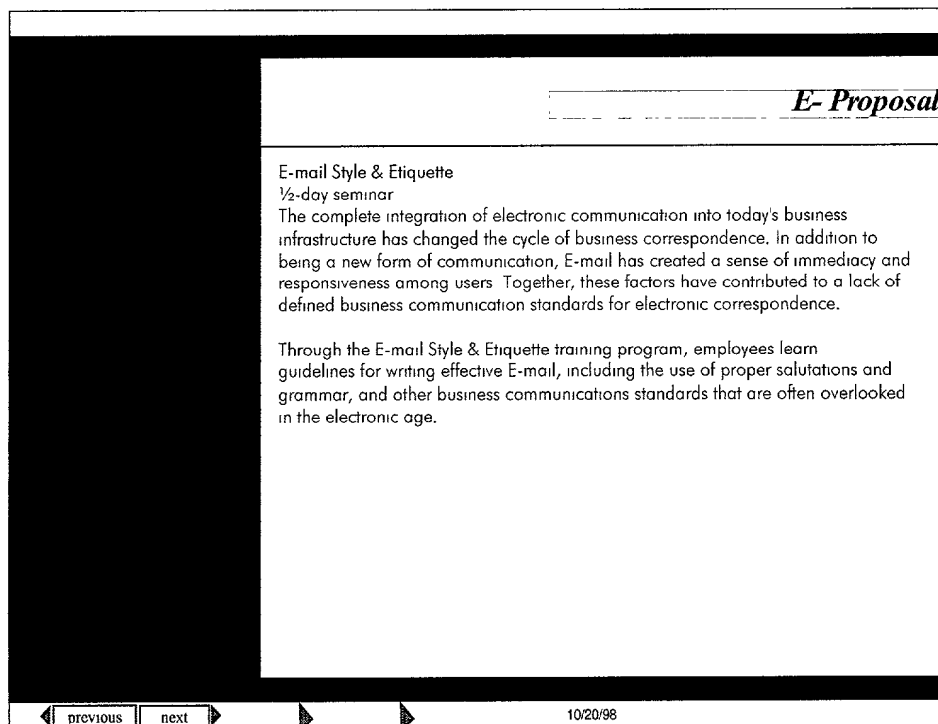 E- Proposal
E-mail Style & Etiquette
½-day seminar
The complete integration of electronic communication into today's business
infrastructure has changed the cycle of business correspondence. In addition to
being a new form of communication, E-mail has created a sense of immediacy and
responsiveness among users Together, these factors have contributed to a lack of
defined business communication standards for electronic correspondence.
Through the E-mail Style & Etiquette training program, employees learn
guidelines for writing effective E-mail, including the use of proper salutations and
grammar, and other business communications standards that are often overlooked
in the electronic age.
previous next 10/20/98